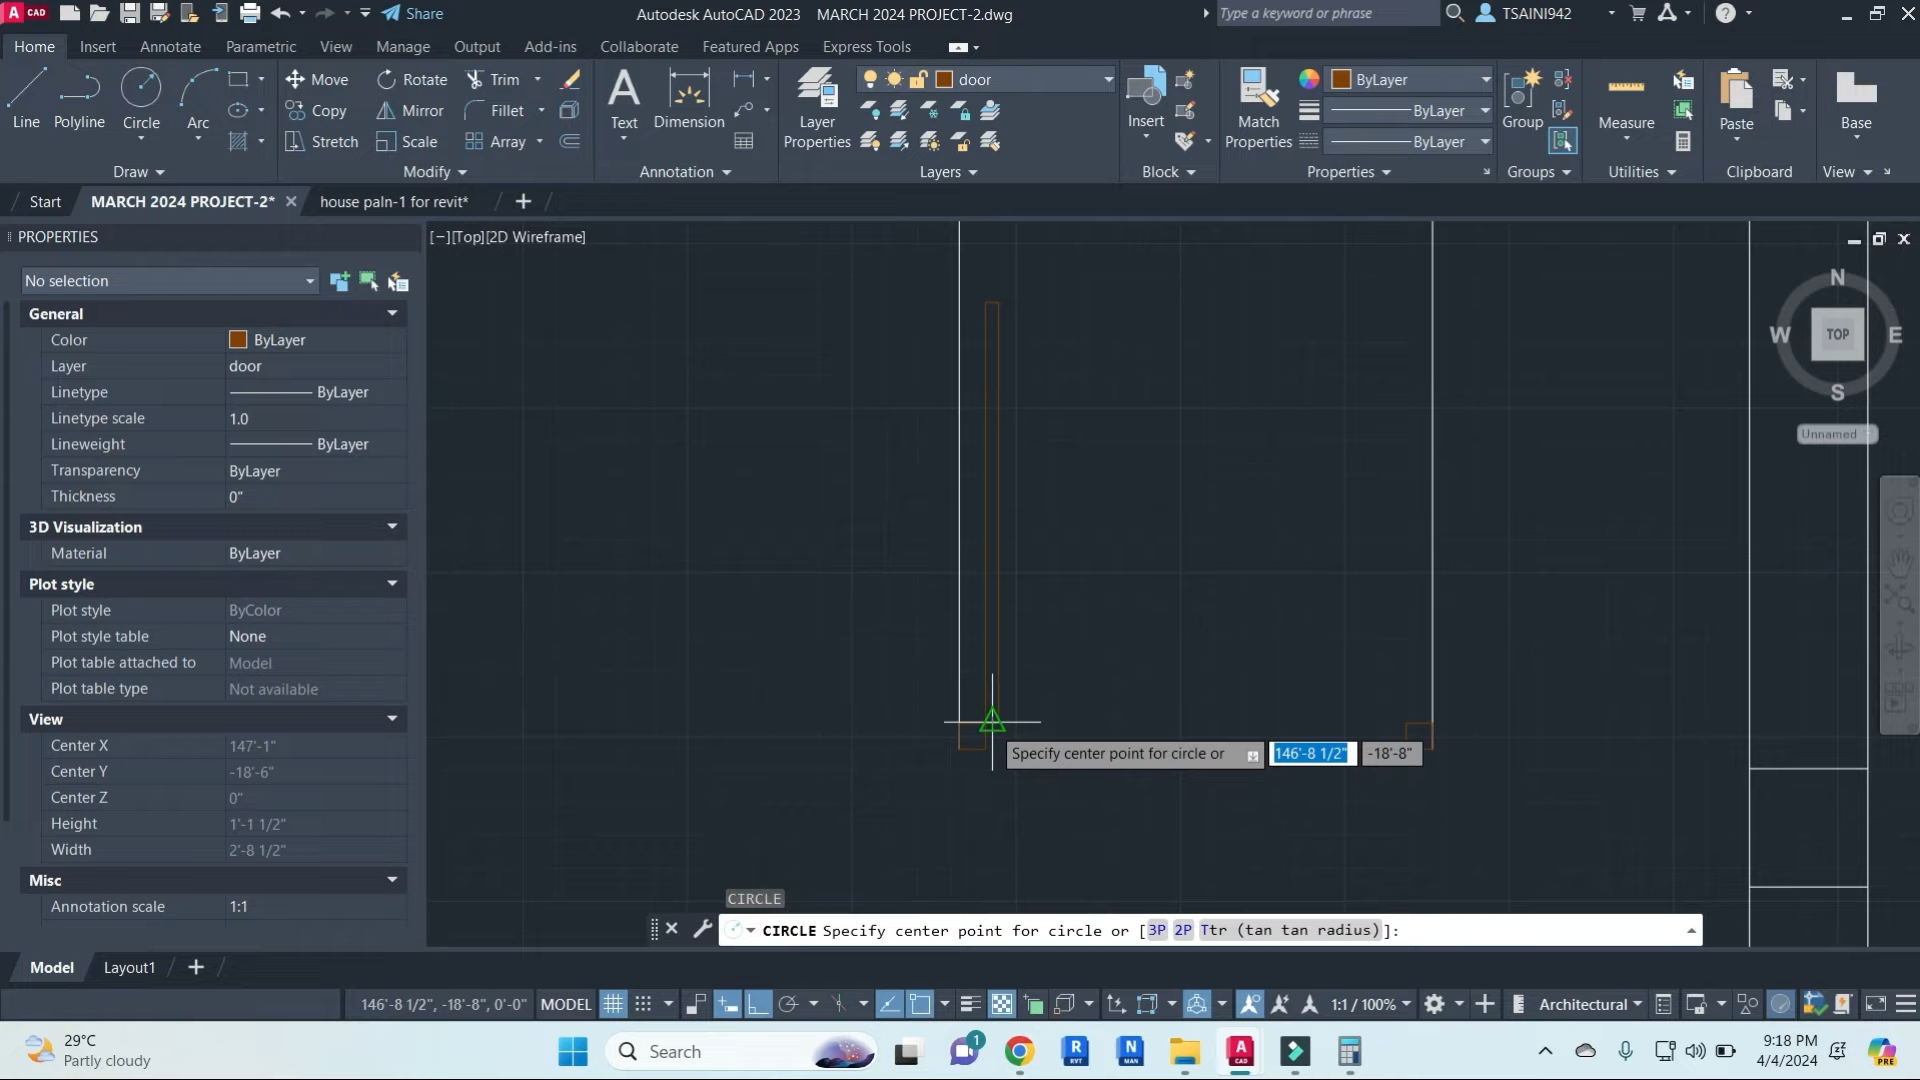 CAD
Share
Autodesk AutoCAD 2023 MARCH 2024 PROJECT-2.dwg
Type a keyword or phrase
TSAINI942
Home Insert Annotate Parametric View Manage Output Add-ins Collaborate Featured Apps Express Tools
Line Polyline Circle Arc
Move Rotate Trim
Copy Mirror Fillet
Stretch Scale Array
Text Dimension
Layer Properties
door
Insert
Match Properties
ByLayer
ByLayer
ByLayer
Group
Measure
Paste
Base
Draw Modify Annotation Layers Block Properties Groups Utilities Clipboard View
Start MARCH 2024 PROJECT-2* house paln-1 for revit*
PROPERTIES
[−][Top][2D Wireframe]
No selection
General
Color ByLayer
Layer door
Linetype ByLayer
Linetype scale 1.0
Lineweight ByLayer
Transparency ByLayer
Thickness 0"
3D Visualization
Material ByLayer
Plot style
Plot style ByColor
Plot style table None
Plot table attached to Model
Plot table type Not available
View
Center X 147'-1"
Center Y -18'-6"
Center Z 0"
Height 1'-1 1/2"
Width 2'-8 1/2"
Misc
Annotation scale 1:1
N
W TOP E
S
Unnamed
Specify center point for circle or 146'-8 1/2" -18'-8"
CIRCLE
CIRCLE Specify center point for circle or [3P 2P Ttr (tan tan radius)]:
Model Layout1
146'-8 1/2", -18'-8", 0'-0" MODEL 1:1 / 100% Architectural
29°C
Partly cloudy
Search
1
RVT
N
MAN
A
CAD
9:18 PM
4/4/2024
PRE